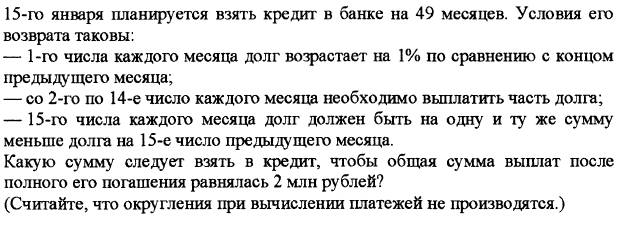 15-го января планируется взять кредит в банке на 49 месяцев. Условия его
возврата таковы:
— 1-го числа каждого месяца долг возрастает на 1% по сравнению с концом
предыдущего месяца;
— со 2-го по 14-е число каждого месяца необходимо выплатить часть долга;
— 15-го числа каждого месяца долг должен быть на одну и ту же сумму
меньше долга на 15-е число предыдущего месяца.
Какую сумму следует взять в кредит, чтобы общая сумма выплат после
полного его погашения равнялась 2 млн рублей?
(Считайте, что округления при вычислении платежей не производятся.)